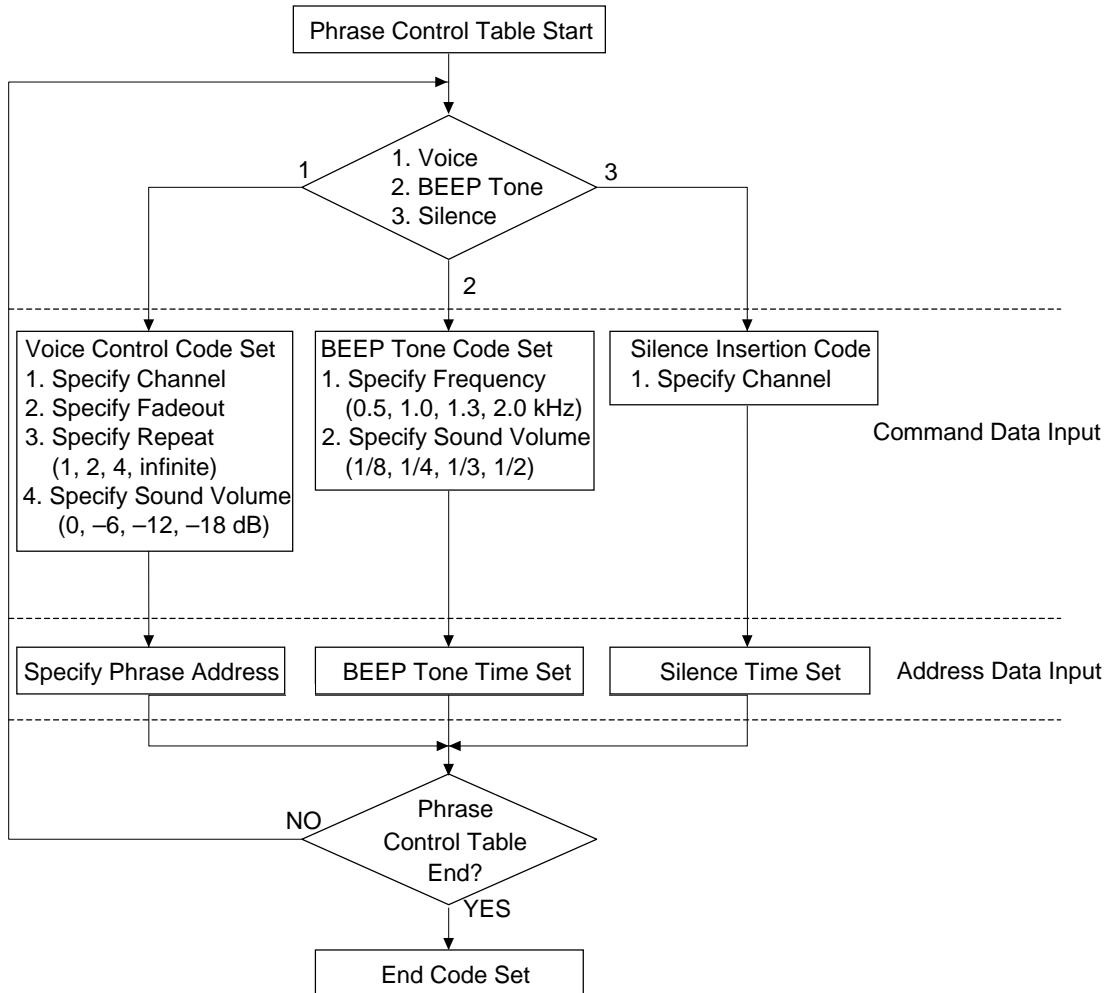 Phrase Control Table Start
1. Voice
2. BEEP Tone
3. Silence
1
3
2
Voice Control Code Set
1. Specify Channel
2. Specify Fadeout
3. Specify Repeat
(1, 2, 4, infinite)
4. Specify Sound Volume
(0, –6, –12, –18 dB)
BEEP Tone Code Set
1. Specify Frequency
(0.5, 1.0, 1.3, 2.0 kHz)
2. Specify Sound Volume
(1/8, 1/4, 1/3, 1/2)
Silence Insertion Code
1. Specify Channel
Command Data Input
Specify Phrase Address
BEEP Tone Time Set
Silence Time Set
Address Data Input
Phrase
Control Table
End?
NO
YES
End Code Set